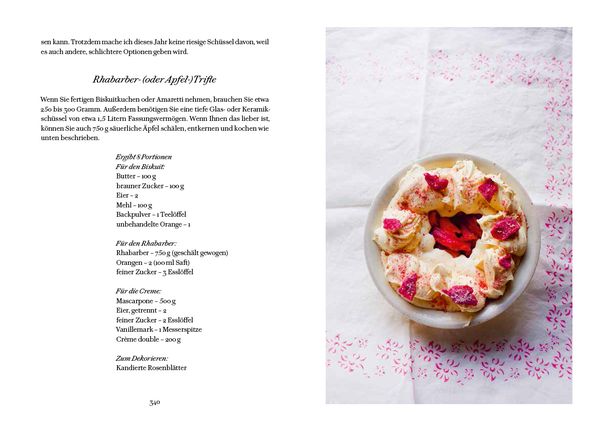 sen kann. Trotzdem mache ich dieses Jahr keine riesige Schüssel davon, weil
es auch andere, schlichtere Optionen geben wird.
Rhabarber- (oder Apfel-)Trifle
Wenn Sie fertigen Biskuitkuchen oder Amaretti nehmen, brauchen Sie etwa
250 bis 300 Gramm. Außerdem benötigen Sie eine tiefe Glas- oder Keramik-
schüssel von etwa 1,5 Litern Fassungsvermögen. Wenn Ihnen das lieber ist,
können Sie auch 750 g säuerliche Äpfel schälen, entkernen und kochen wie
unten beschrieben.
Ergibt 8 Portionen
Für den Biskuit:
Butter – 100 g
brauner Zucker – 100 g
Eier – 2
Mehl – 100 g
Backpulver – 1 Teelöffel
unbehandelte Orange – 1
Für den Rhabarber:
Rhabarber – 750 g (geschält gewogen)
Orangen – 2 (100 ml Saft)
feiner Zucker – 3 Esslöffel
Für die Creme:
Mascarpone – 500 g
Eier, getrennt – 2
feiner Zucker – 2 Esslöffel
Vanillemark – 1 Messerspitze
Crème double – 200 g
Zum Dekorieren:
Kandierte Rosenblätter
340